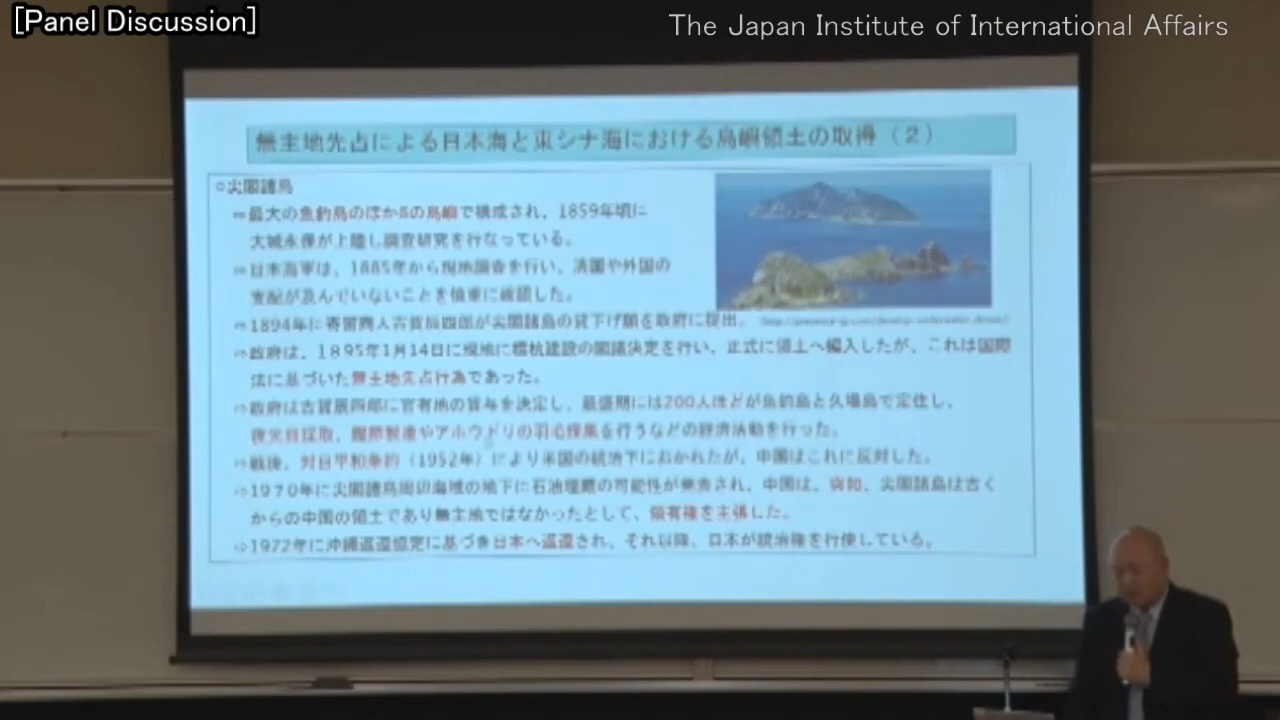 [Panel Discussion]
The Japan Institute of International Affairs
無主地先占による日本海と東シナ海における島嶼領土の取得（２）
○尖閣諸島
⇨最大の魚釣島のほか8の島嶼で構成され、1859年頃に
大城永保が上陸し調査研究を行なっている。
⇨日本海軍は、1885年から現地調査を行い、清国や外国の
支配が及んでいないことを慎重に確認した。
⇨1894年に寄留商人古賀辰四郎が尖閣諸島の貸下げ願を政府に提出。
⇨政府は、1895年1月14日に現地に標杭建設の閣議決定を行い、正式に領土へ編入したが、これは国際
法に基づいた無主地先占行為であった。
⇨政府は古賀辰四郎に官有地の貸与を決定し、最盛期には200人ほどが魚釣島と久場島で定住し、
夜光貝採取、鰹節製造やアホウドリの羽毛採集を行うなどの経済活動を行った。
⇨戦後、対日平和条約（1952年）により米国の統治下におかれたが、中国はこれに反対した。
⇨1970年に尖閣諸島周辺海域の地下に石油埋蔵の可能性が発表され、中国は、突如、尖閣諸島は古く
からの中国の領土であり無主地ではなかったとして、領有権を主張した。
⇨1972年に沖縄返還協定に基づき日本へ返還され、それ以降、日本が統治権を行使している。